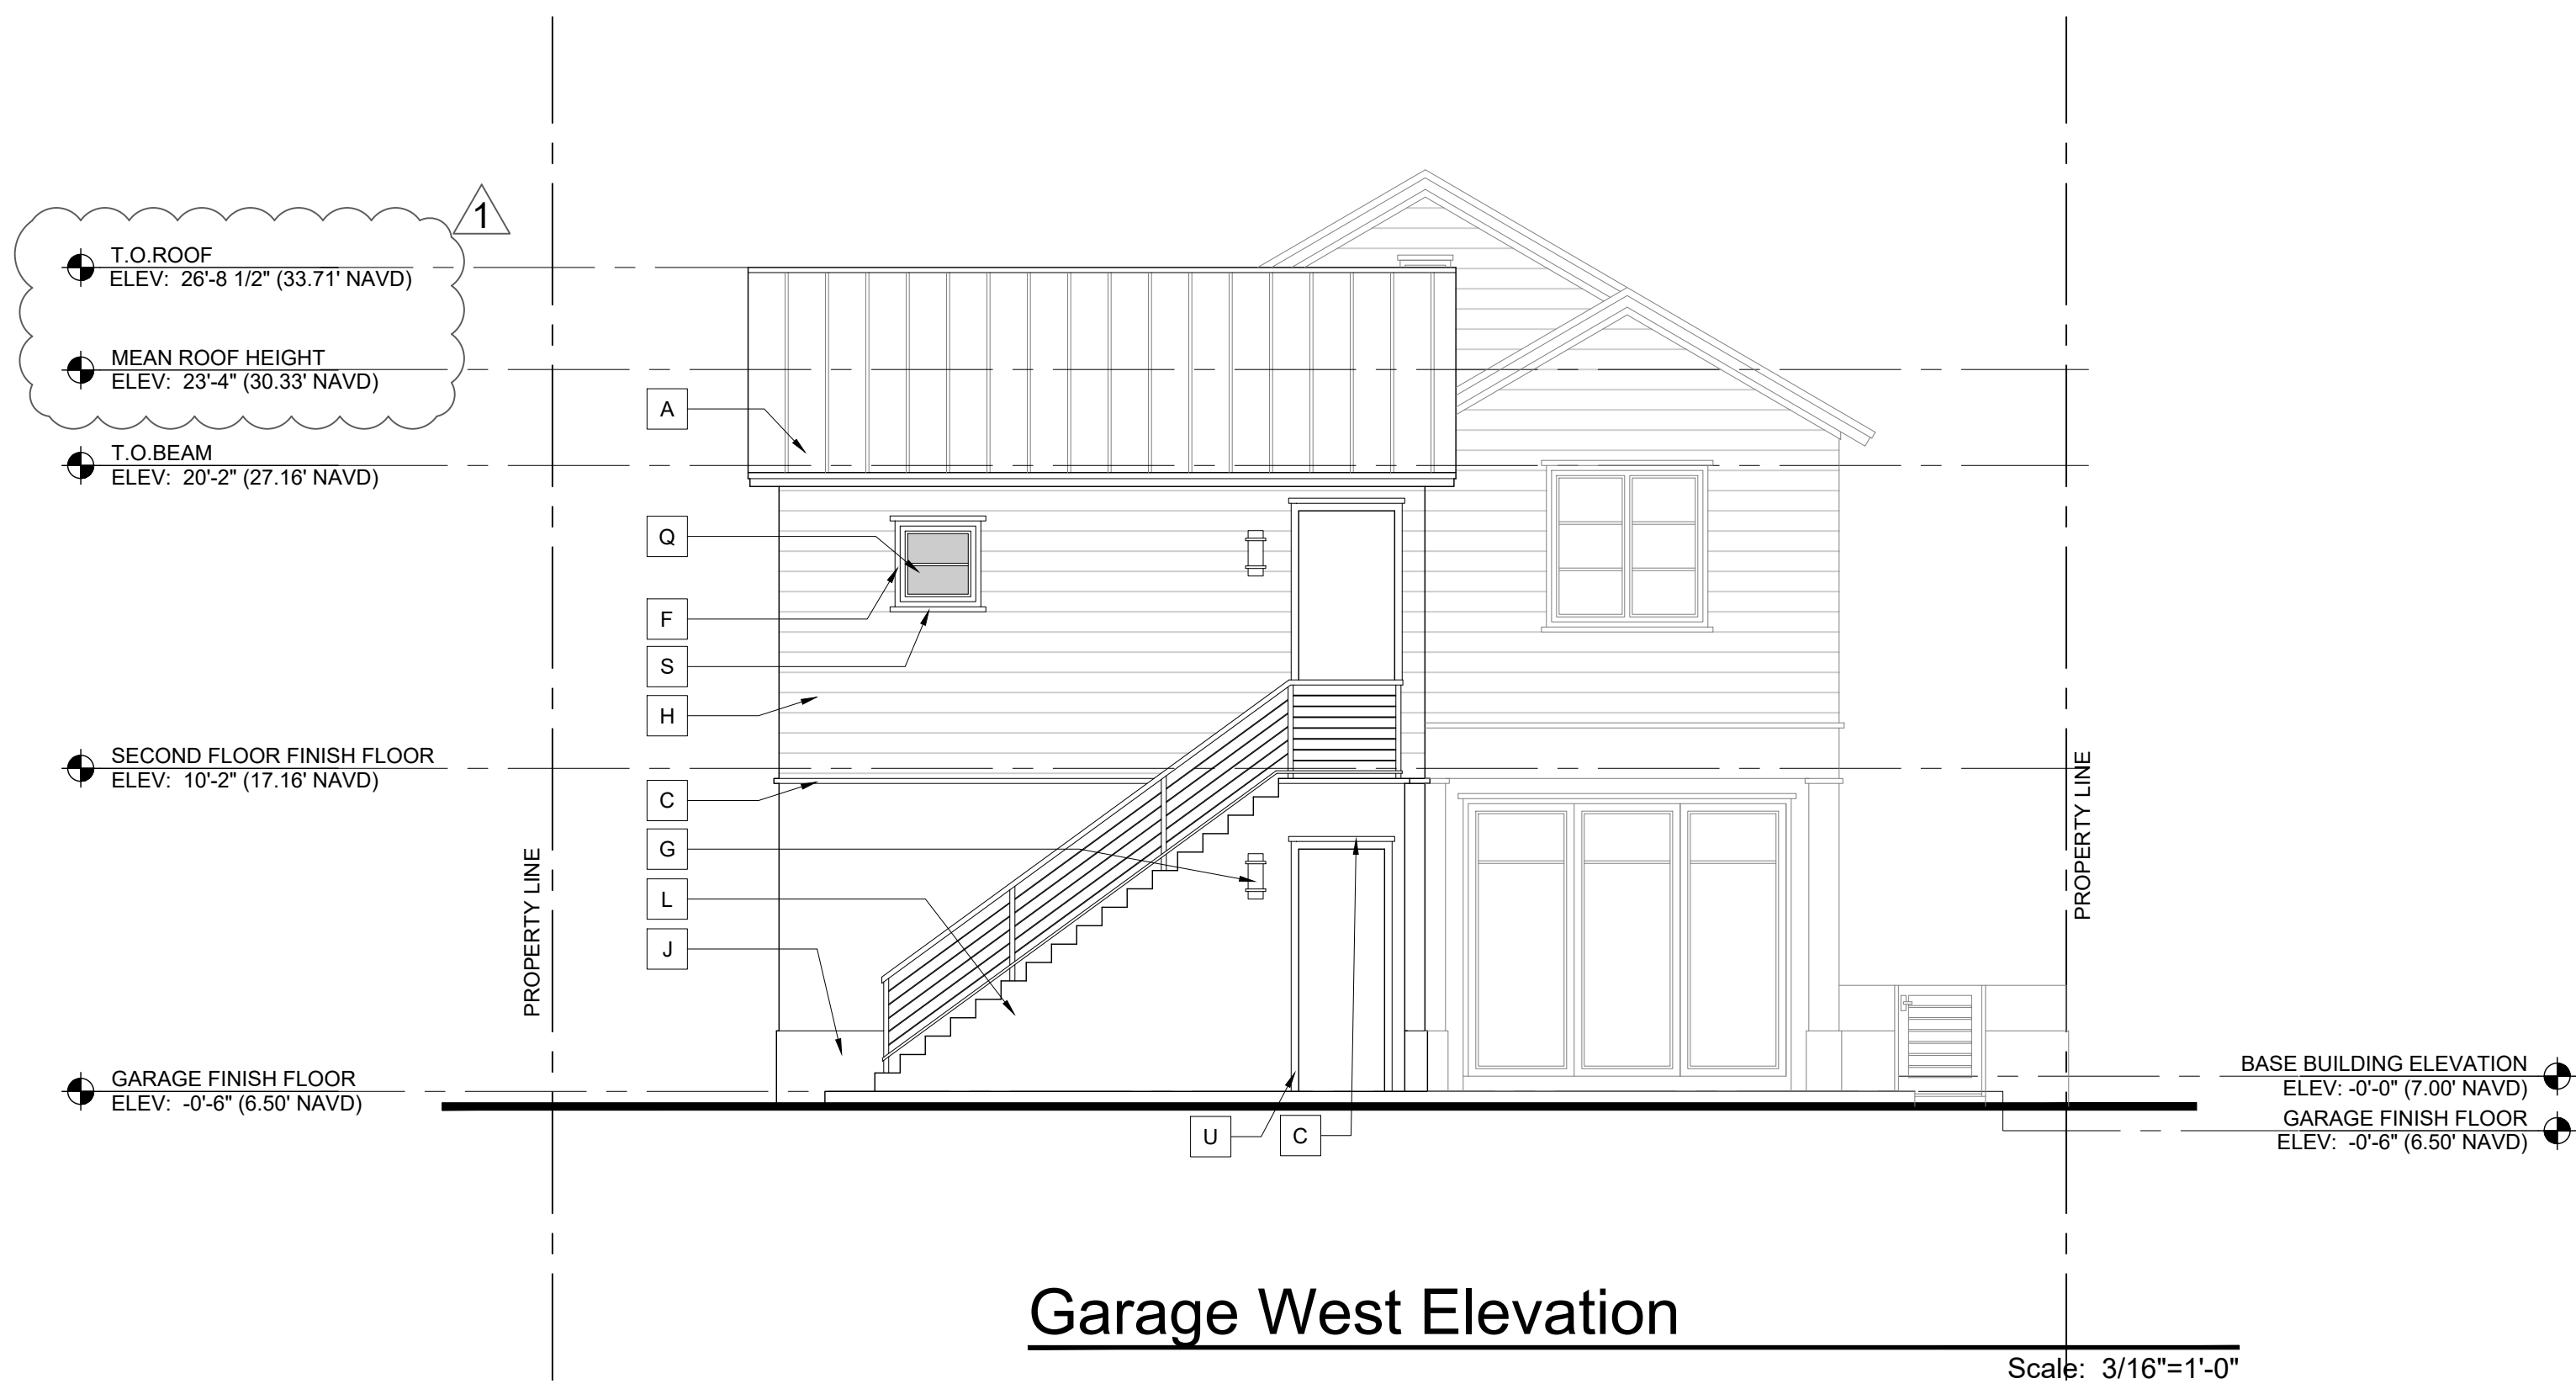 1
T.O.ROOF
ELEV:  26'-8 1/2" (33.71' NAVD)
MEAN ROOF HEIGHT
ELEV:  23'-4" (30.33' NAVD)
A
T.O.BEAM
ELEV:  20'-2" (27.16' NAVD)
Q
F
S
H
SECOND FLOOR FINISH FLOOR
ELEV:  10'-2" (17.16' NAVD)
C
G
L
J
PROPERTY LINE
PROPERTY LINE
GARAGE FINISH FLOOR
ELEV:  -0'-6" (6.50' NAVD)
BASE BUILDING ELEVATION
ELEV: -0'-0" (7.00' NAVD)
GARAGE FINISH FLOOR
ELEV:  -0'-6" (6.50' NAVD)
U
C
Garage West Elevation
Scale:  3/16"=1'-0"